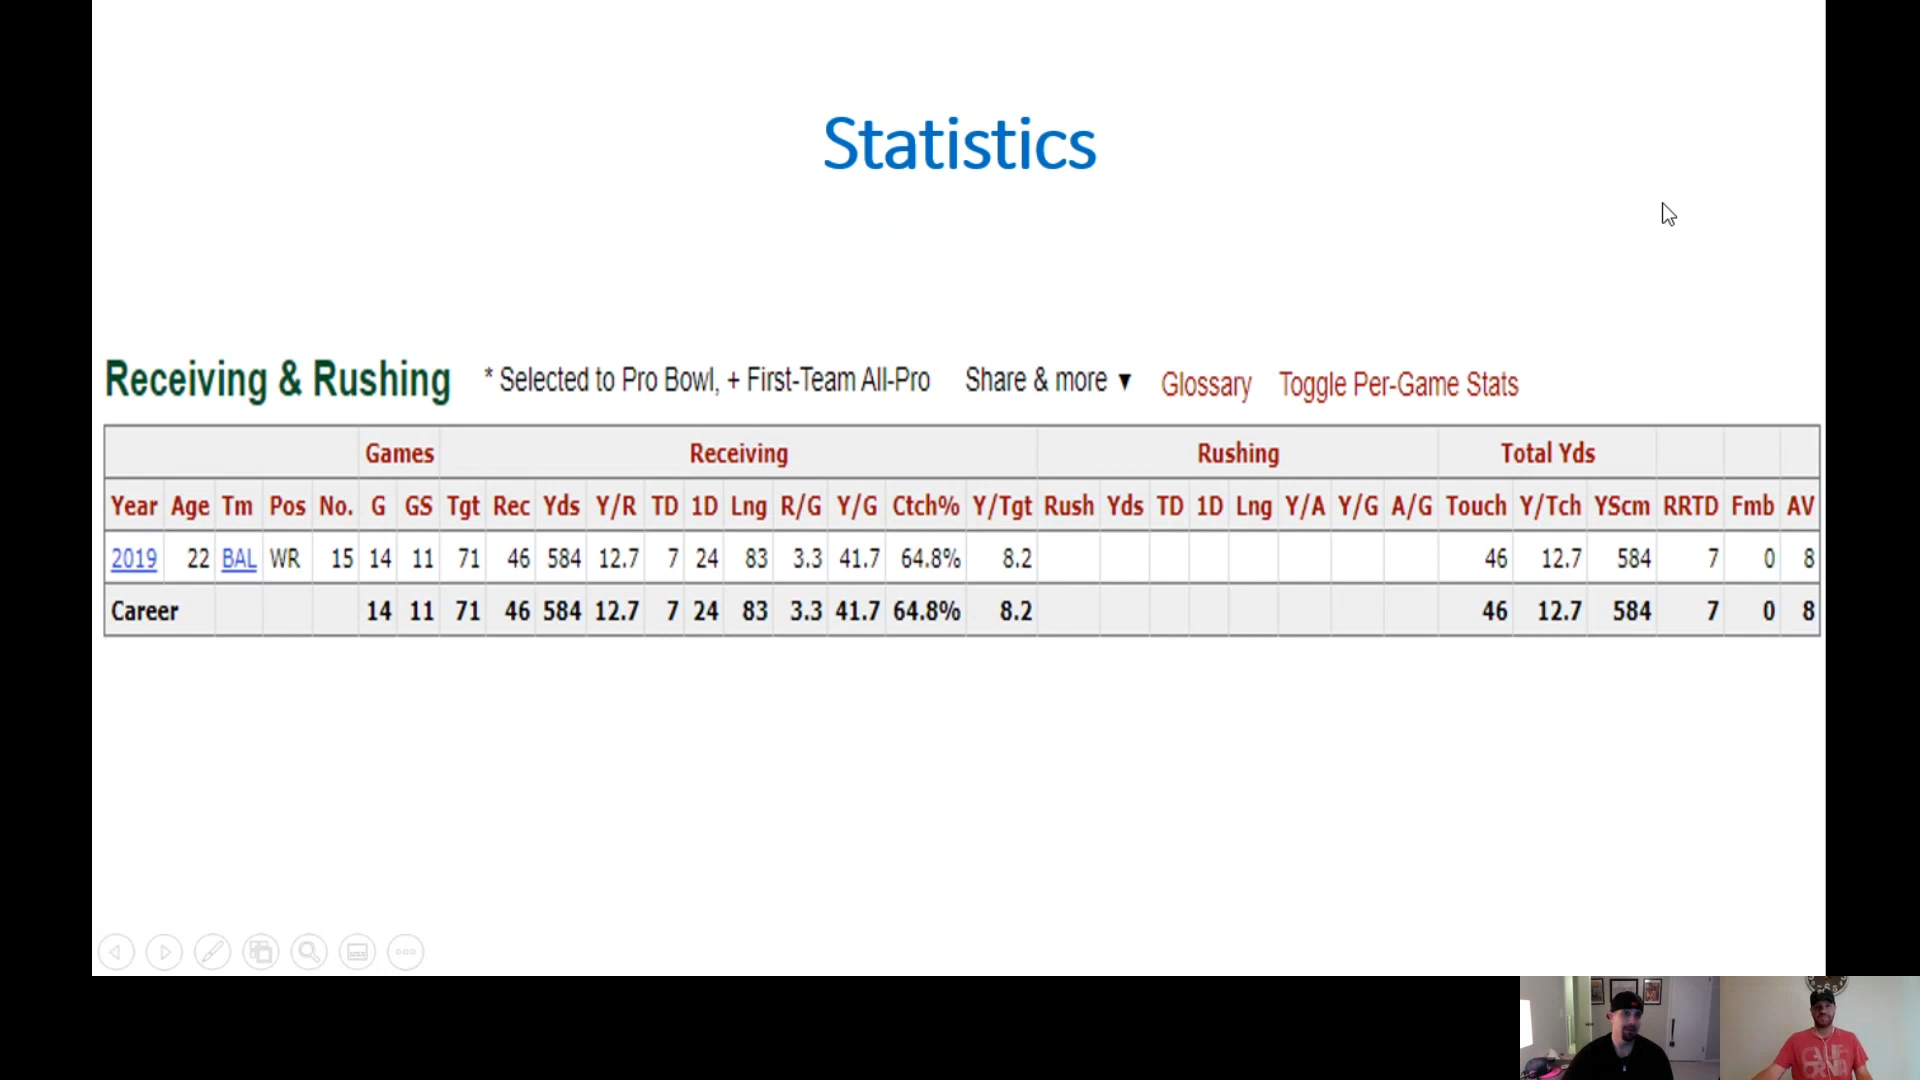 Statistics
Receiving & Rushing * Selected to Pro Bowl, + First-Team All-Pro Share & more ▼ Glossary Toggle Per-Game Stats
Games Receiving Rushing Total Yds
Year Age Tm Pos No. G GS Tgt Rec Yds Y/R TD 1D Lng R/G Y/G Ctch% Y/Tgt Rush Yds TD 1D Lng Y/A Y/G A/G Touch Y/Tch YScm RRTD Fmb AV
2019 22 BAL WR 15 14 11 71 46 584 12.7 7 24 83 3.3 41.7 64.8% 8.2 46 12.7 584 7 0 8
Career 14 11 71 46 584 12.7 7 24 83 3.3 41.7 64.8% 8.2 46 12.7 584 7 0 8